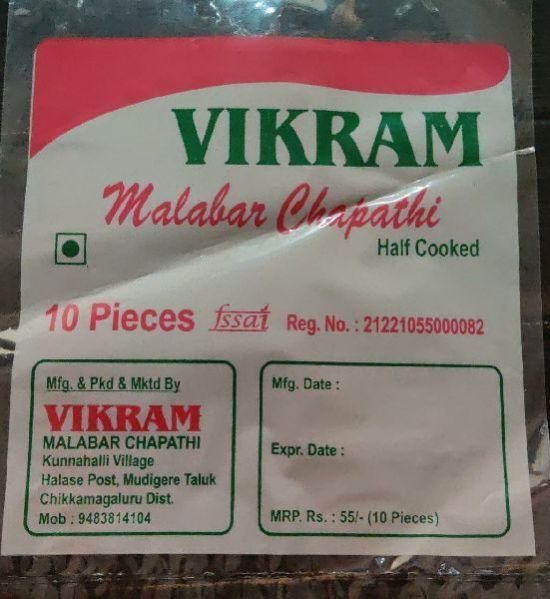 VIKRAM
Malabar Chapathi
Half Cooked
10 Pieces fssai Reg. No. : 21221055000082
Mfg. & Pkd & Mktd By
VIKRAM
MALABAR CHAPATHI
Kunnahalli Village
Halase Post, Mudigere Taluk
Chikkamagaluru Dist.
Mob : 9483814104
Mfg. Date :
Expr. Date :
MRP. Rs. : 55/- (10 Pieces)